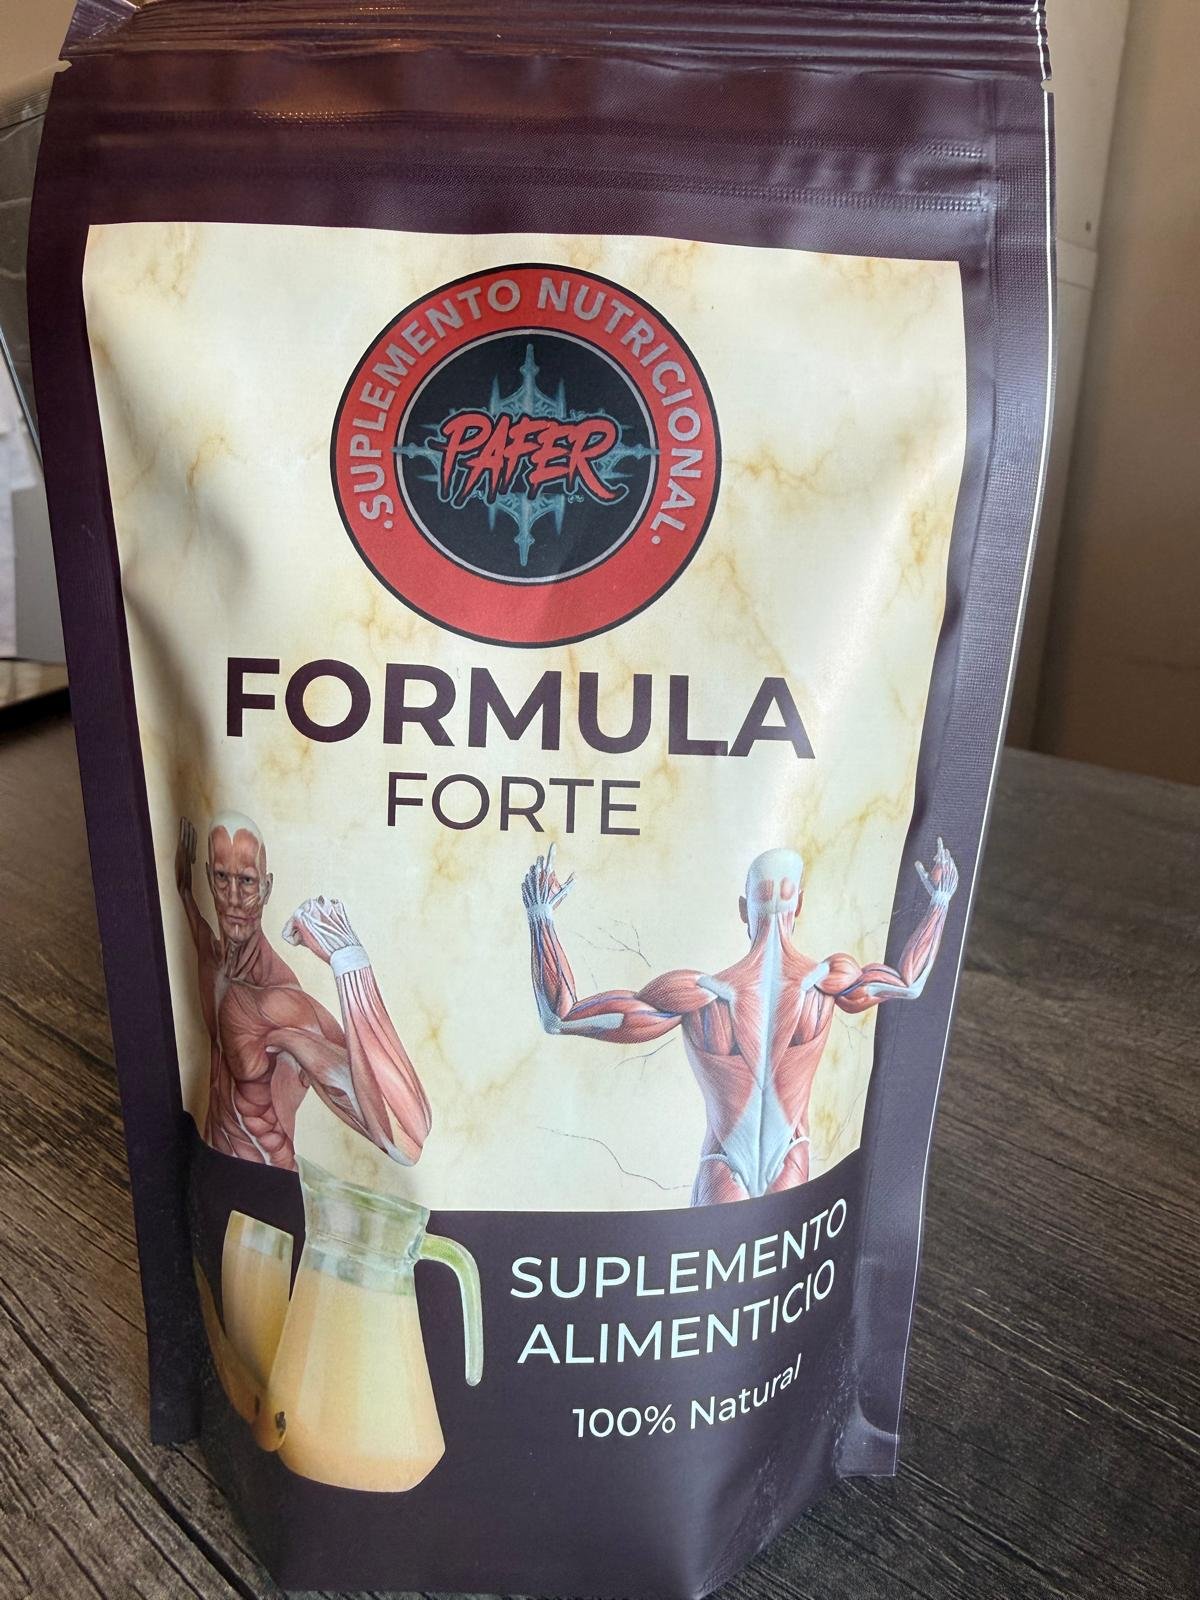 ·SUPLEMENTO NUTRICIONAL·
PAFER
FORMULA
FORTE
SUPLEMENTO
ALIMENTICIO
100% Natural